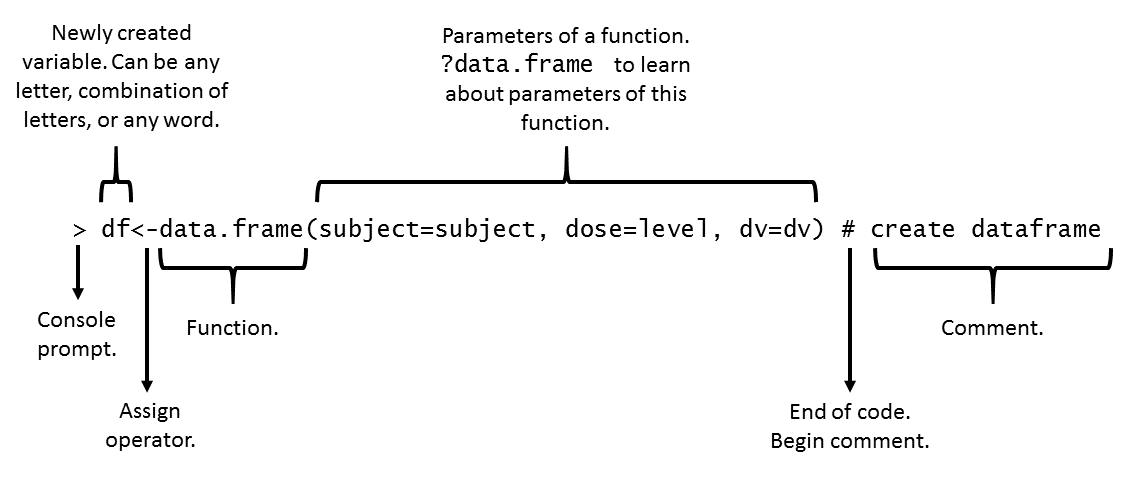 Newly created
variable. Can be any
letter, combination of
letters, or any word.
Parameters of a function.
?data.frame to learn
about parameters of this
function.
> df<-data.frame(subject=subject, dose=level, dv=dv) # create dataframe
Console
prompt.
Function.
Comment.
Assign
operator.
End of code.
Begin comment.